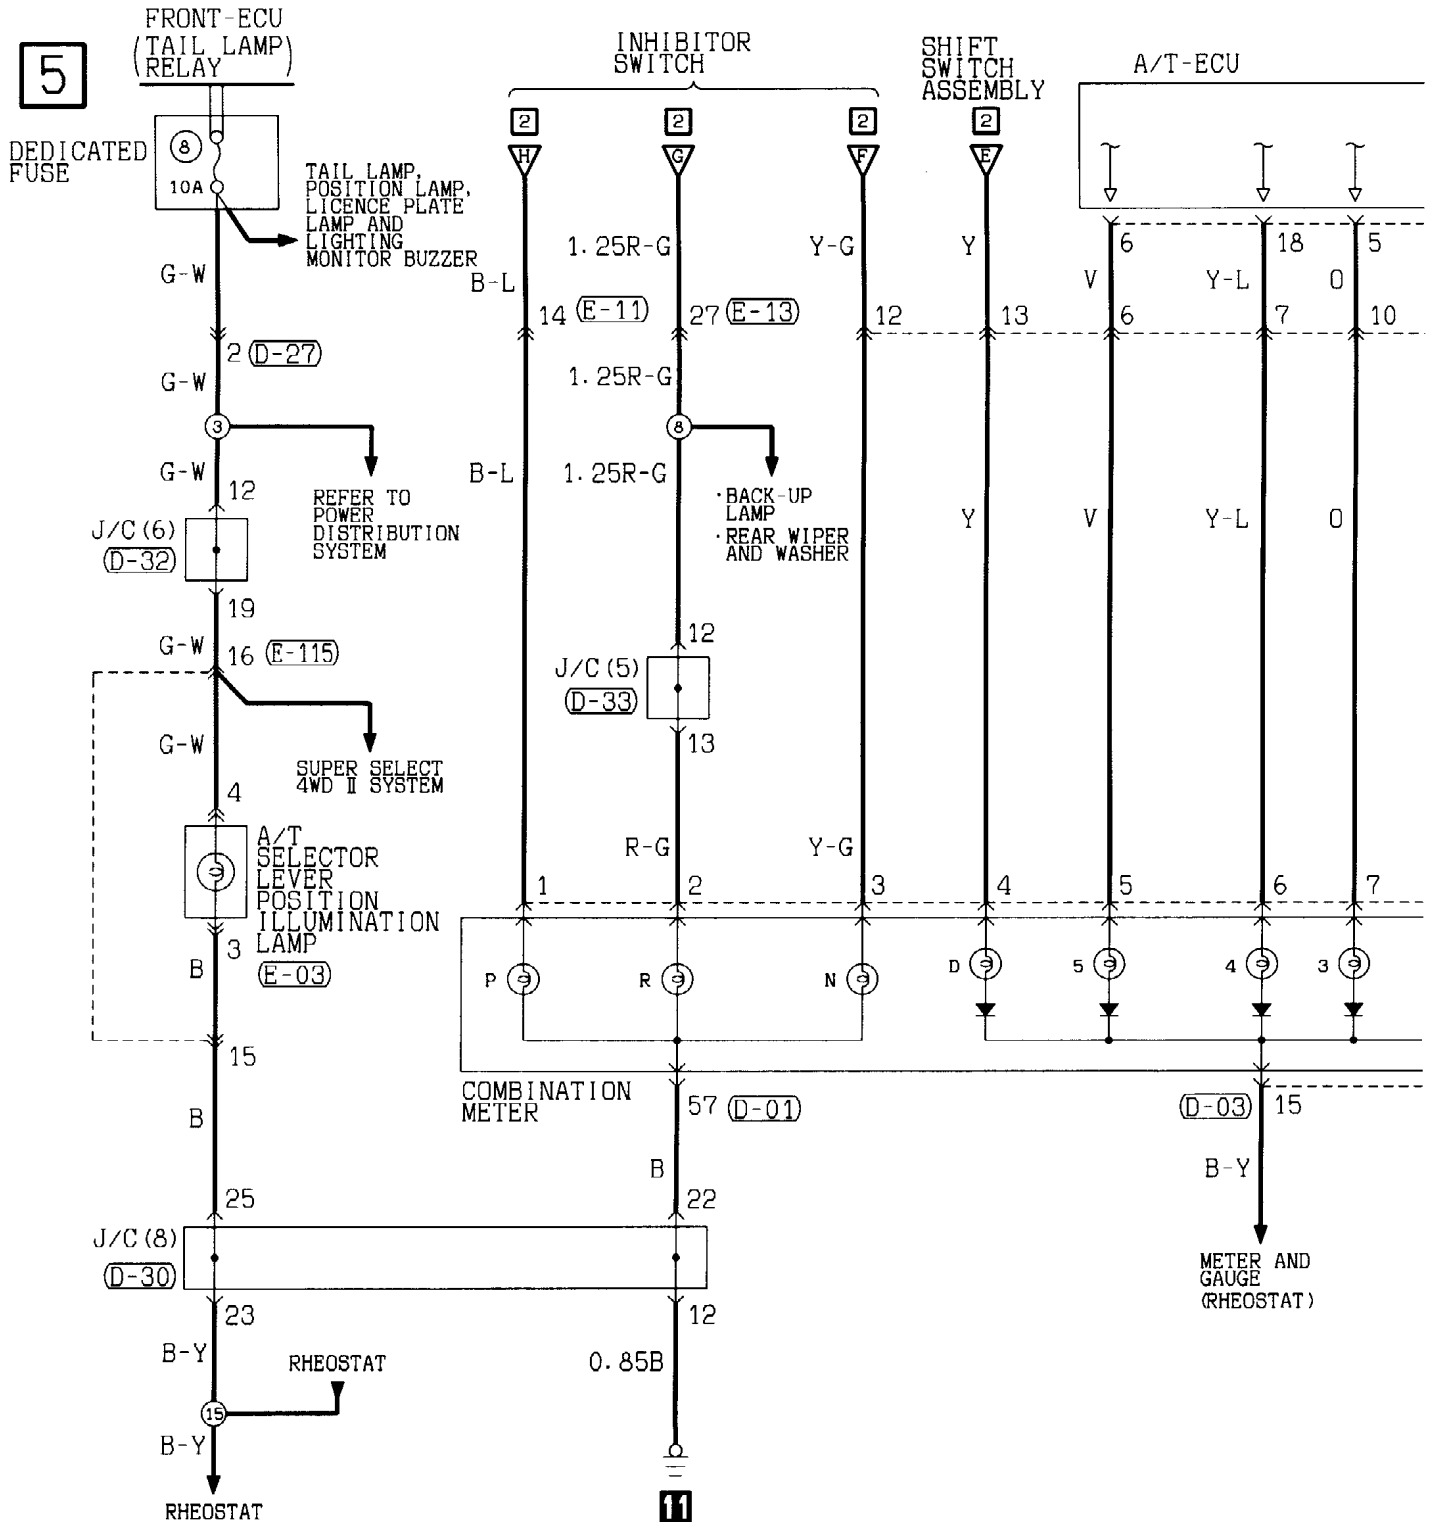 5
FRONT-ECU
(TAIL LAMP)
RELAY
INHIBITOR
SWITCH
SHIFT
SWITCH
ASSEMBLY
A/T-ECU
2
2
2
2
H
G
F
E
DEDICATED
FUSE
8
10A
TAIL LAMP,
POSITION LAMP,
LICENCE PLATE
LAMP AND
LIGHTING
MONITOR BUZZER
G-W
B-L
1.25R-G
Y-G
Y
6
18
5
V
Y-L
O
14
E-11
27
E-13
12
13
6
7
10
2
D-27
G-W
1.25R-G
3
8
G-W
B-L
1.25R-G
12
REFER TO
POWER
DISTRIBUTION
SYSTEM
·BACK-UP
LAMP
·REAR WIPER
AND WASHER
Y
V
Y-L
O
J/C(6)
D-32
19
G-W
16
E-115
12
J/C(5)
D-33
13
G-W
SUPER SELECT
4WD II SYSTEM
4
A/T
SELECTOR
LEVER
POSITION
ILLUMINATION
LAMP
E-03
R-G
Y-G
1
2
3
4
5
6
7
3
B
P
R
N
D
5
4
3
15
COMBINATION
METER
57
D-01
D-03
15
B
B
B-Y
25
22
J/C(8)
D-30
METER AND
GAUGE
(RHEOSTAT)
23
12
B-Y
RHEOSTAT
0.85B
15
B-Y
RHEOSTAT
11